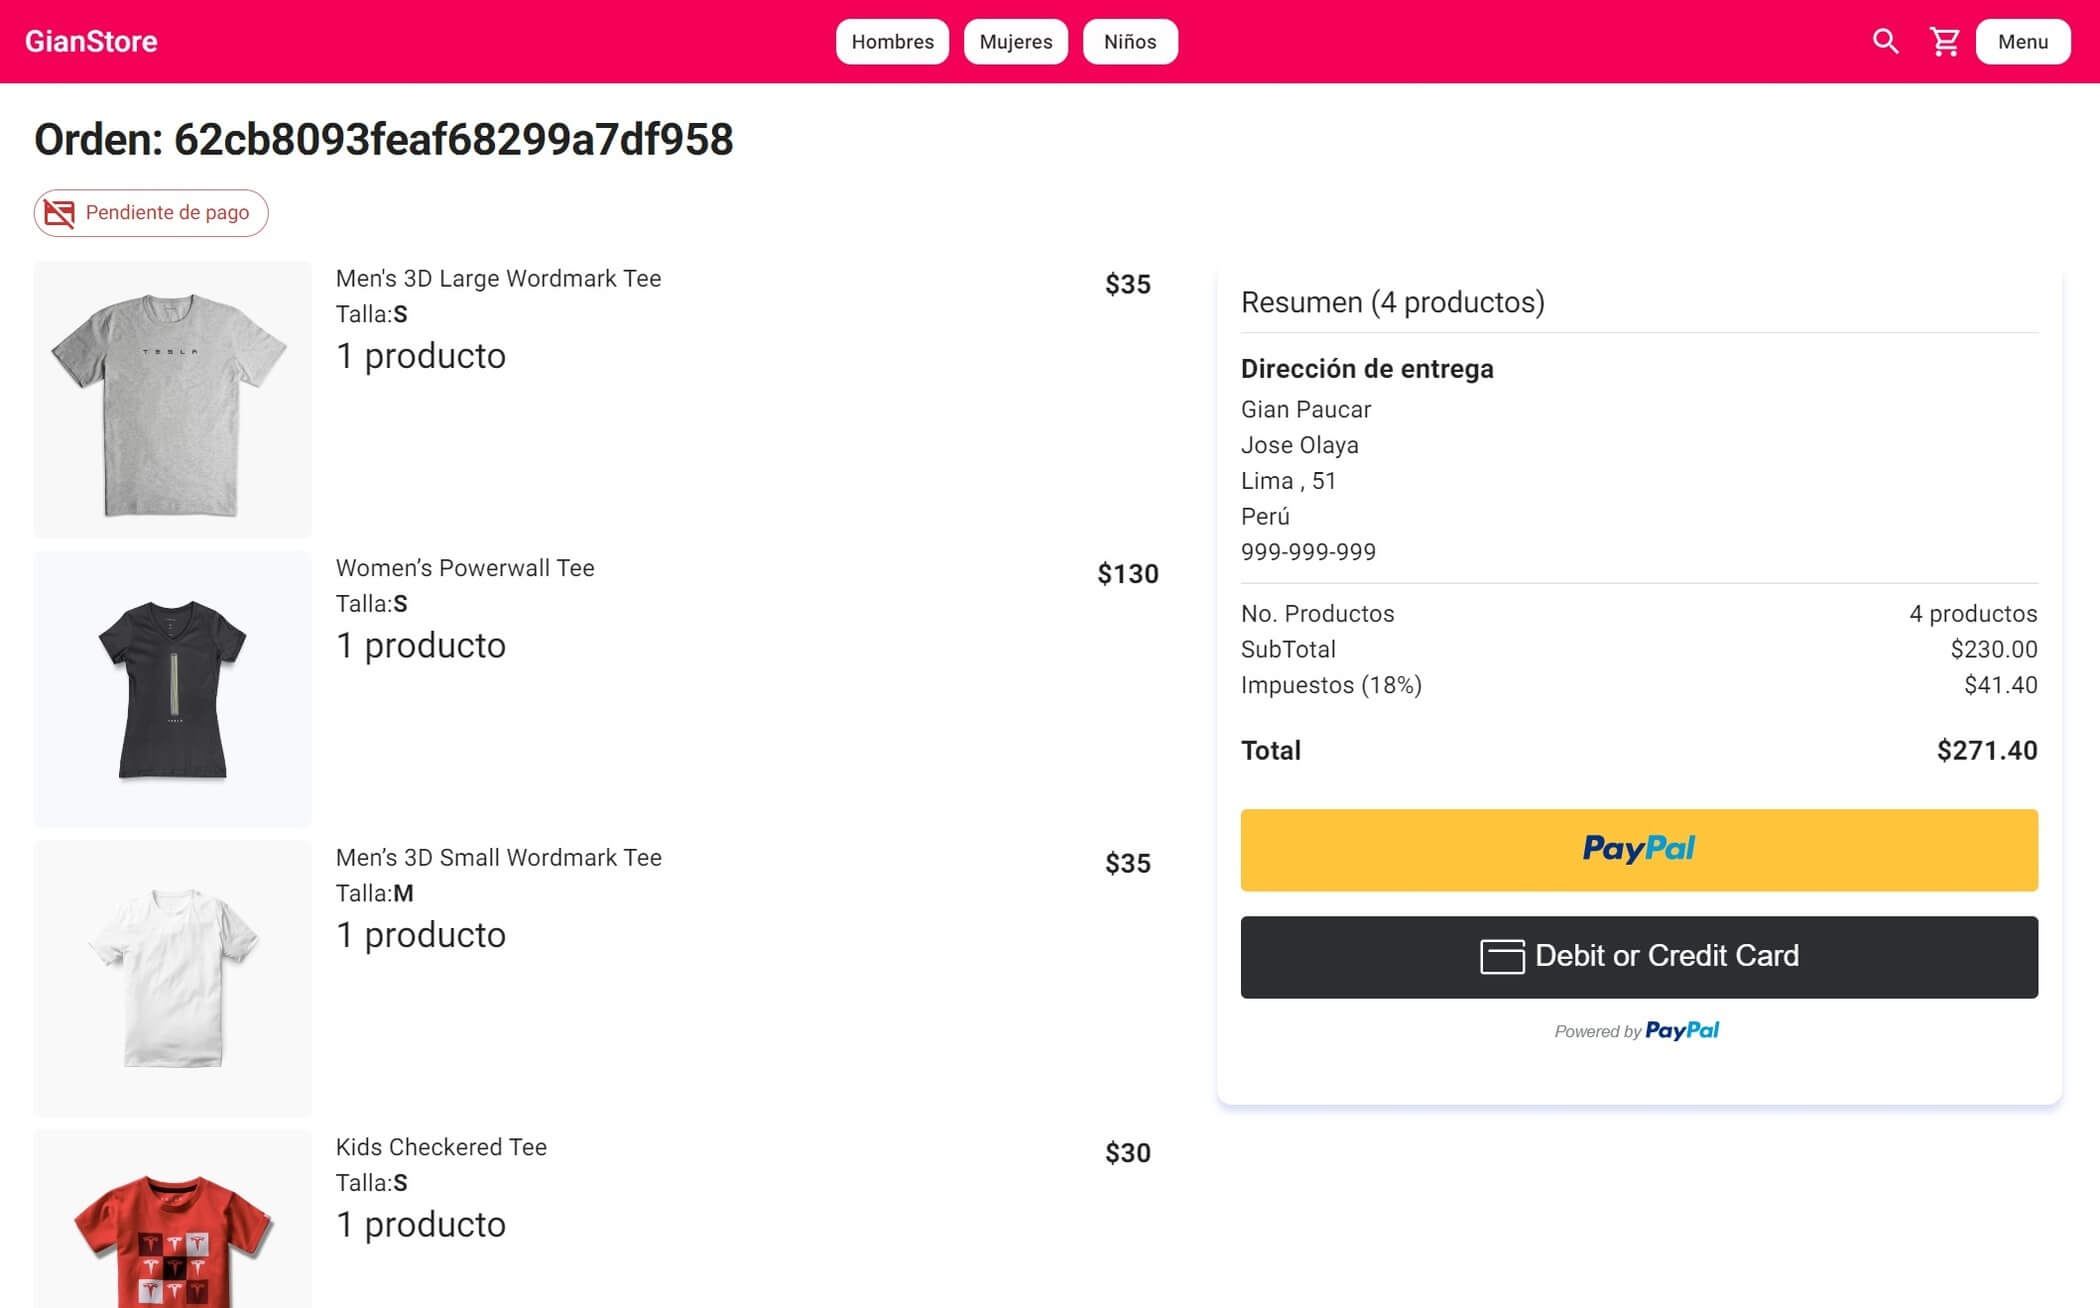 GianStore
Hombres
Mujeres
Niños
Menu
Orden: 62cb8093feaf68299a7df958
Pendiente de pago
TESLA
Men's 3D Large Wordmark Tee
Talla:S
1 producto
$35
Women’s Powerwall Tee
Talla:S
1 producto
$130
Men’s 3D Small Wordmark Tee
Talla:M
1 producto
$35
Kids Checkered Tee
Talla:S
1 producto
$30
Resumen (4 productos)
Dirección de entrega
Gian Paucar
Jose Olaya
Lima , 51
Perú
999-999-999
No. Productos 4 productos
SubTotal $230.00
Impuestos (18%) $41.40
Total $271.40
PayPal
Debit or Credit Card
Powered by PayPal